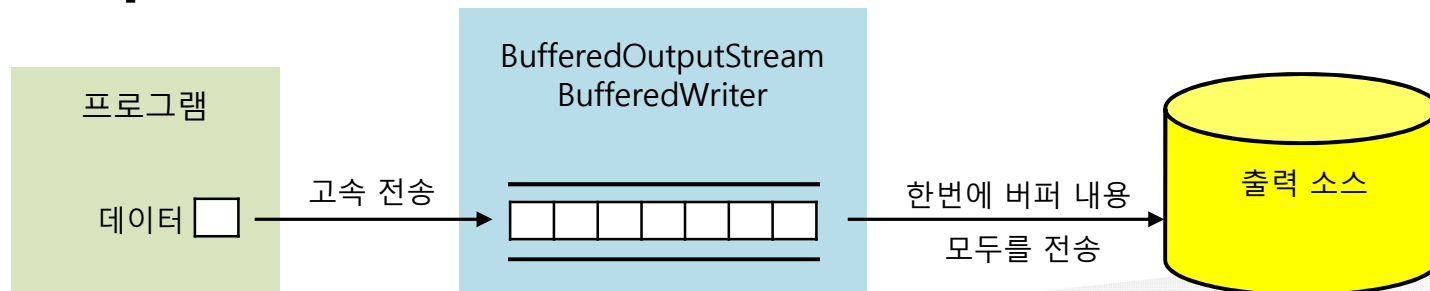 프로그램
데이터
고속 전송
BufferedOutputStream
BufferedWriter
한번에 버퍼 내용
모두를 전송
출력 소스